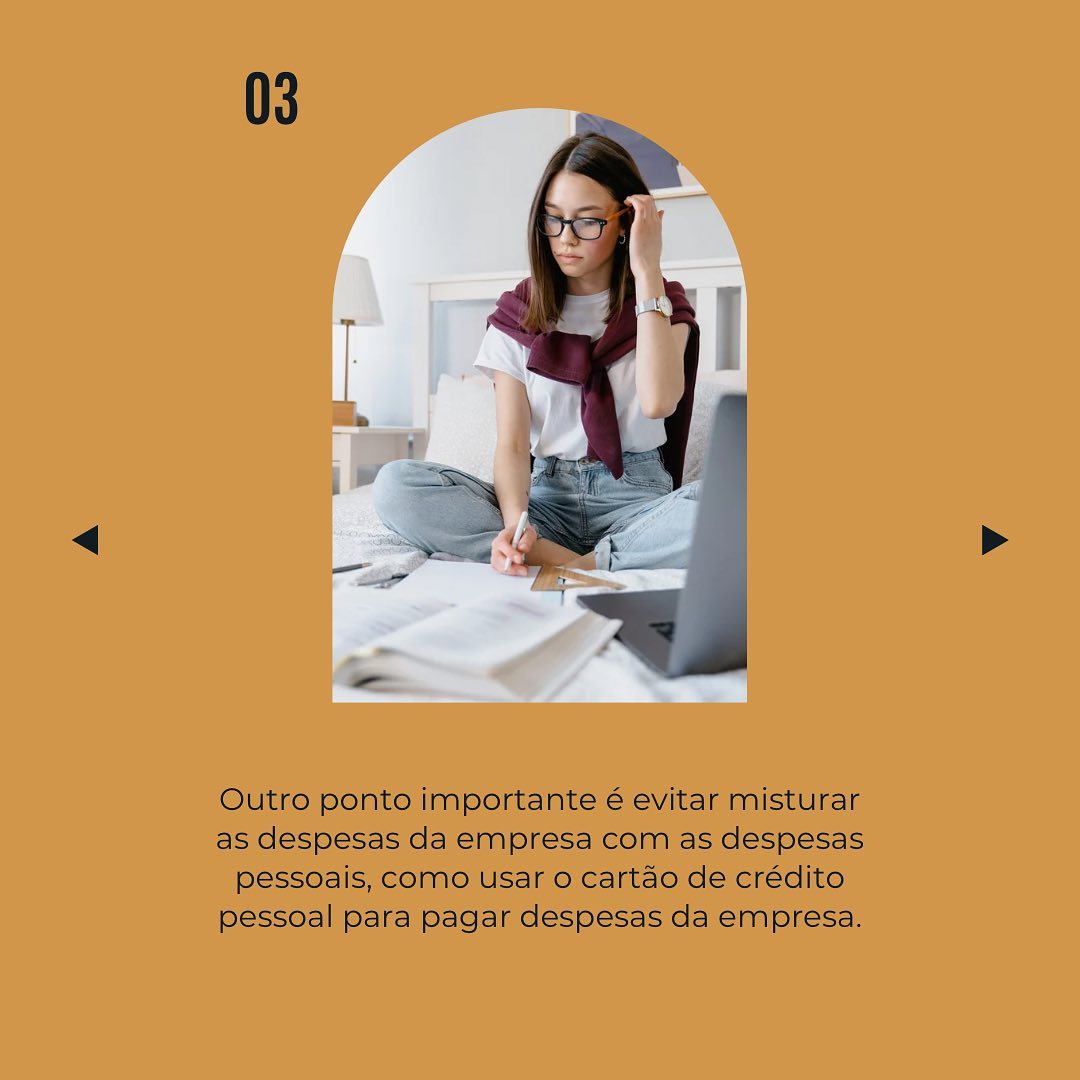 03
Outro ponto importante é evitar misturar
as despesas da empresa com as despesas
pessoais, como usar o cartão de crédito
pessoal para pagar despesas da empresa.